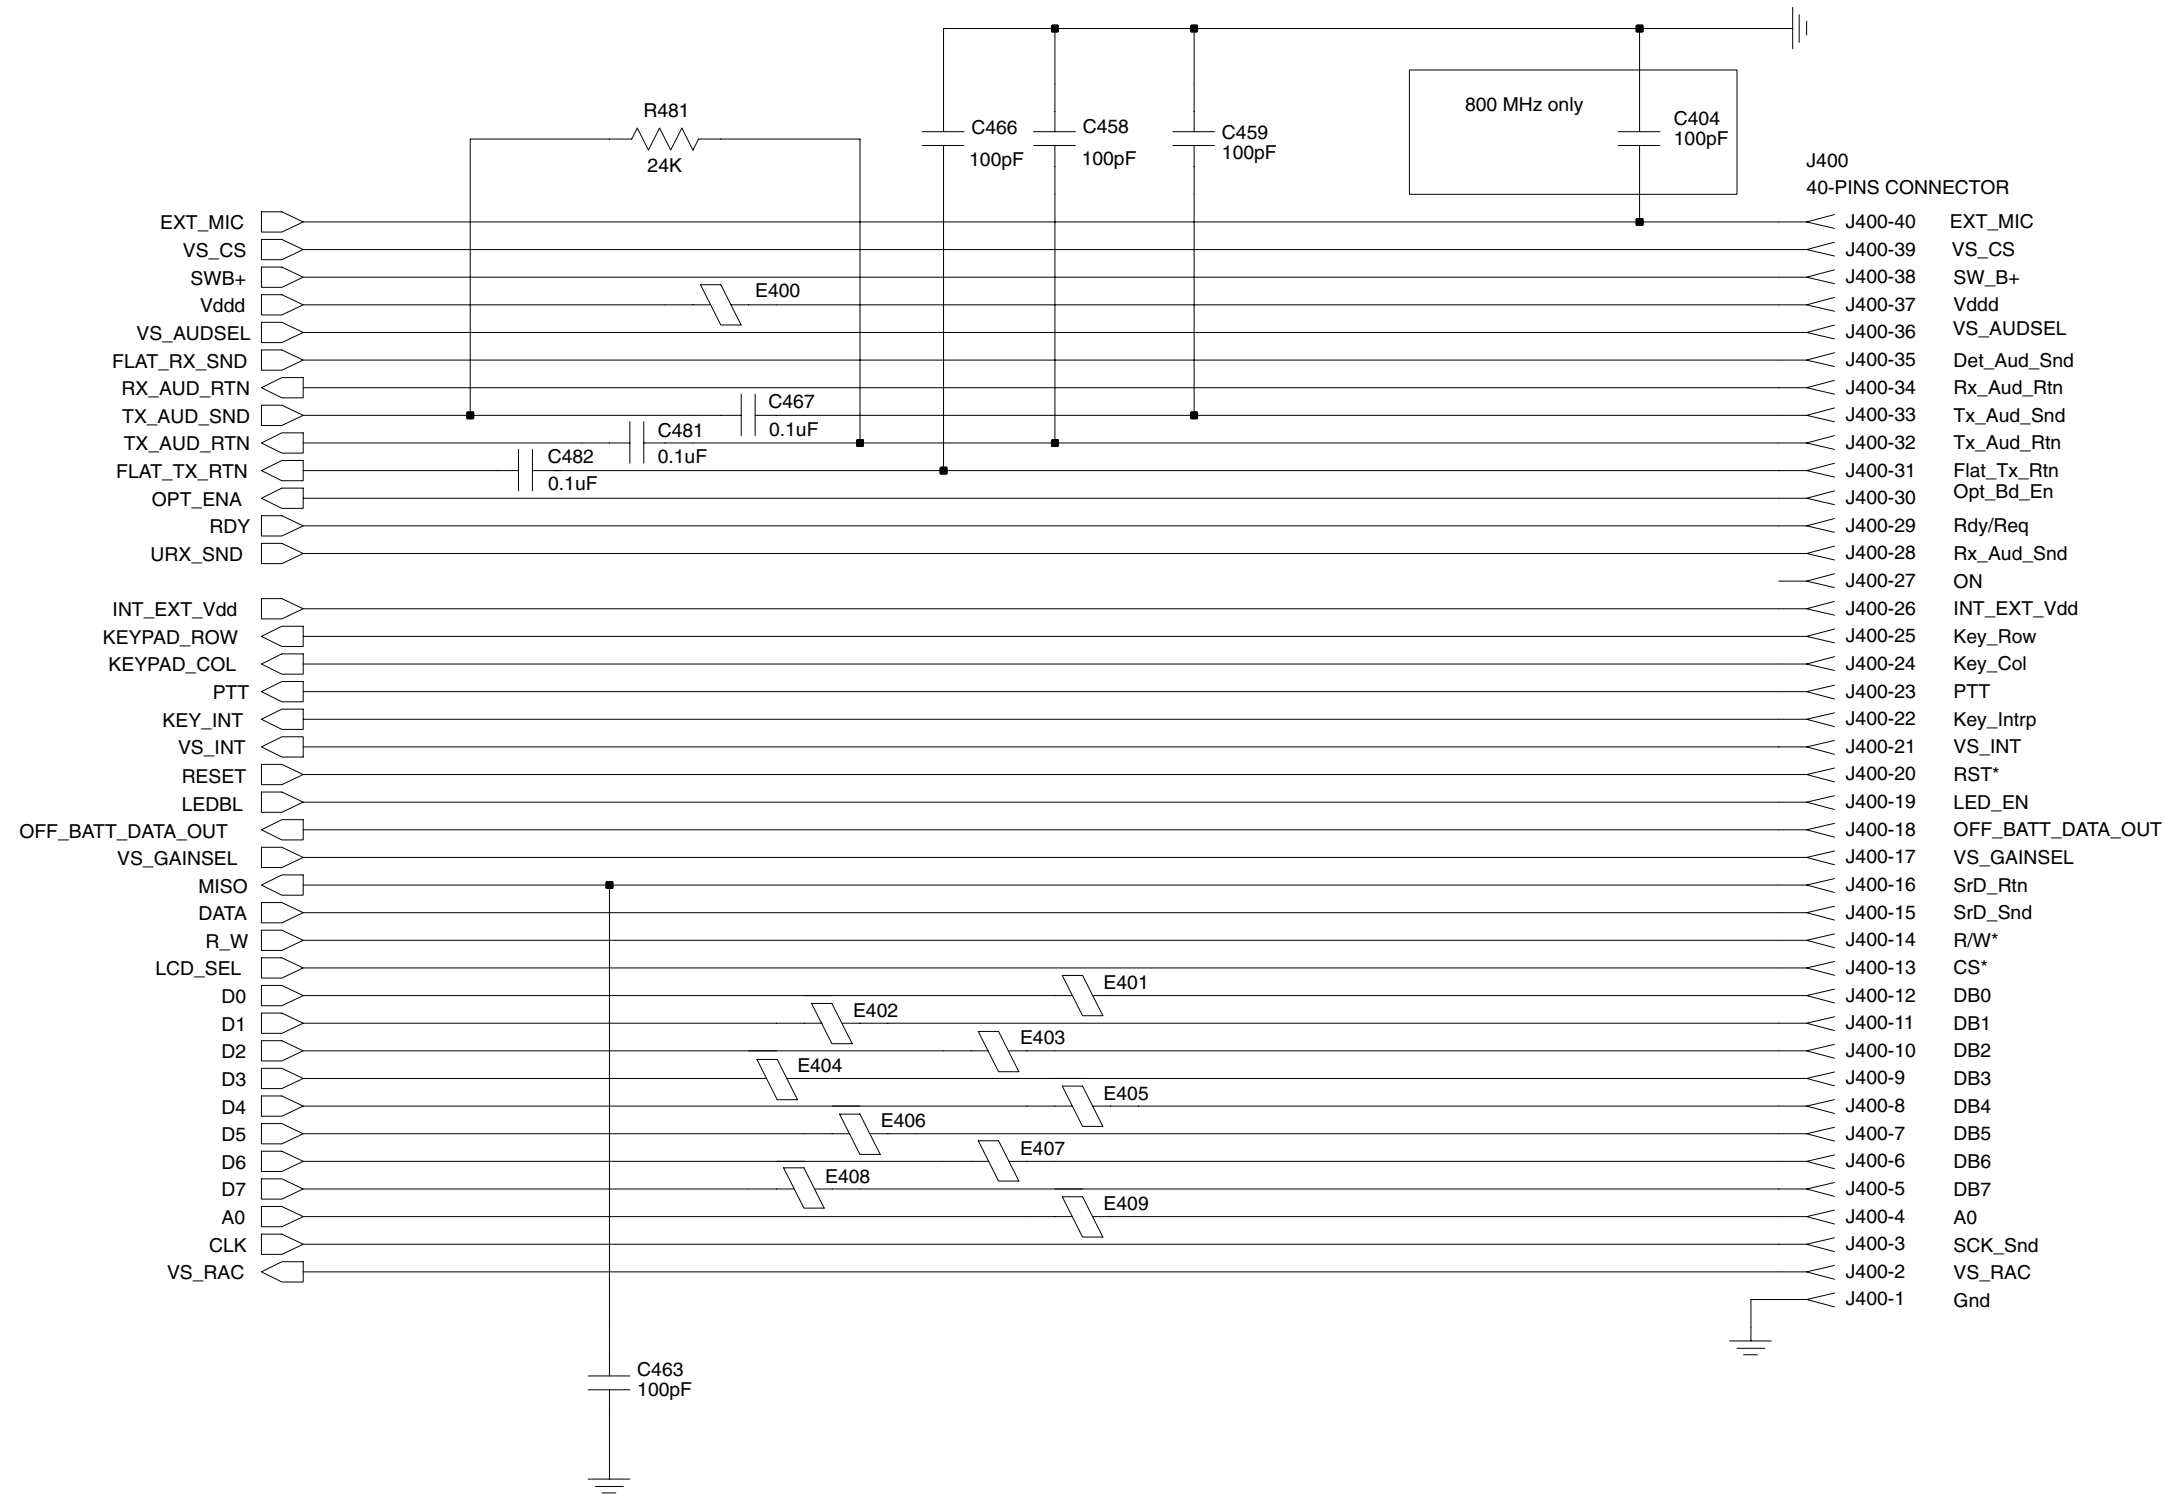 R481
24K
C466
100pF
C458
100pF
C459
100pF
800 MHz only
C404
100pF
J400
40-PINS CONNECTOR
EXT_MIC J400-40 EXT_MIC
VS_CS J400-39 VS_CS
SWB+ J400-38 SW_B+
Vddd E400 J400-37 Vddd
VS_AUDSEL J400-36 VS_AUDSEL
FLAT_RX_SND J400-35 Det_Aud_Snd
RX_AUD_RTN J400-34 Rx_Aud_Rtn
TX_AUD_SND C467 0.1uF J400-33 Tx_Aud_Snd
TX_AUD_RTN C481 0.1uF J400-32 Tx_Aud_Rtn
FLAT_TX_RTN C482 0.1uF J400-31 Flat_Tx_Rtn
OPT_ENA J400-30 Opt_Bd_En
RDY J400-29 Rdy/Req
URX_SND J400-28 Rx_Aud_Snd
J400-27 ON
INT_EXT_Vdd J400-26 INT_EXT_Vdd
KEYPAD_ROW J400-25 Key_Row
KEYPAD_COL J400-24 Key_Col
PTT J400-23 PTT
KEY_INT J400-22 Key_Intrp
VS_INT J400-21 VS_INT
RESET J400-20 RST*
LEDBL J400-19 LED_EN
OFF_BATT_DATA_OUT J400-18 OFF_BATT_DATA_OUT
VS_GAINSEL J400-17 VS_GAINSEL
MISO J400-16 SrD_Rtn
DATA J400-15 SrD_Snd
R_W J400-14 R/W*
LCD_SEL J400-13 CS*
D0 E401 J400-12 DB0
D1 E402 J400-11 DB1
D2 E403 J400-10 DB2
D3 E404 J400-9 DB3
D4 E405 J400-8 DB4
D5 E406 J400-7 DB5
D6 E407 J400-6 DB6
D7 E408 J400-5 DB7
A0 E409 J400-4 A0
CLK J400-3 SCK_Snd
VS_RAC J400-2 VS_RAC
J400-1 Gnd
C463
100pF